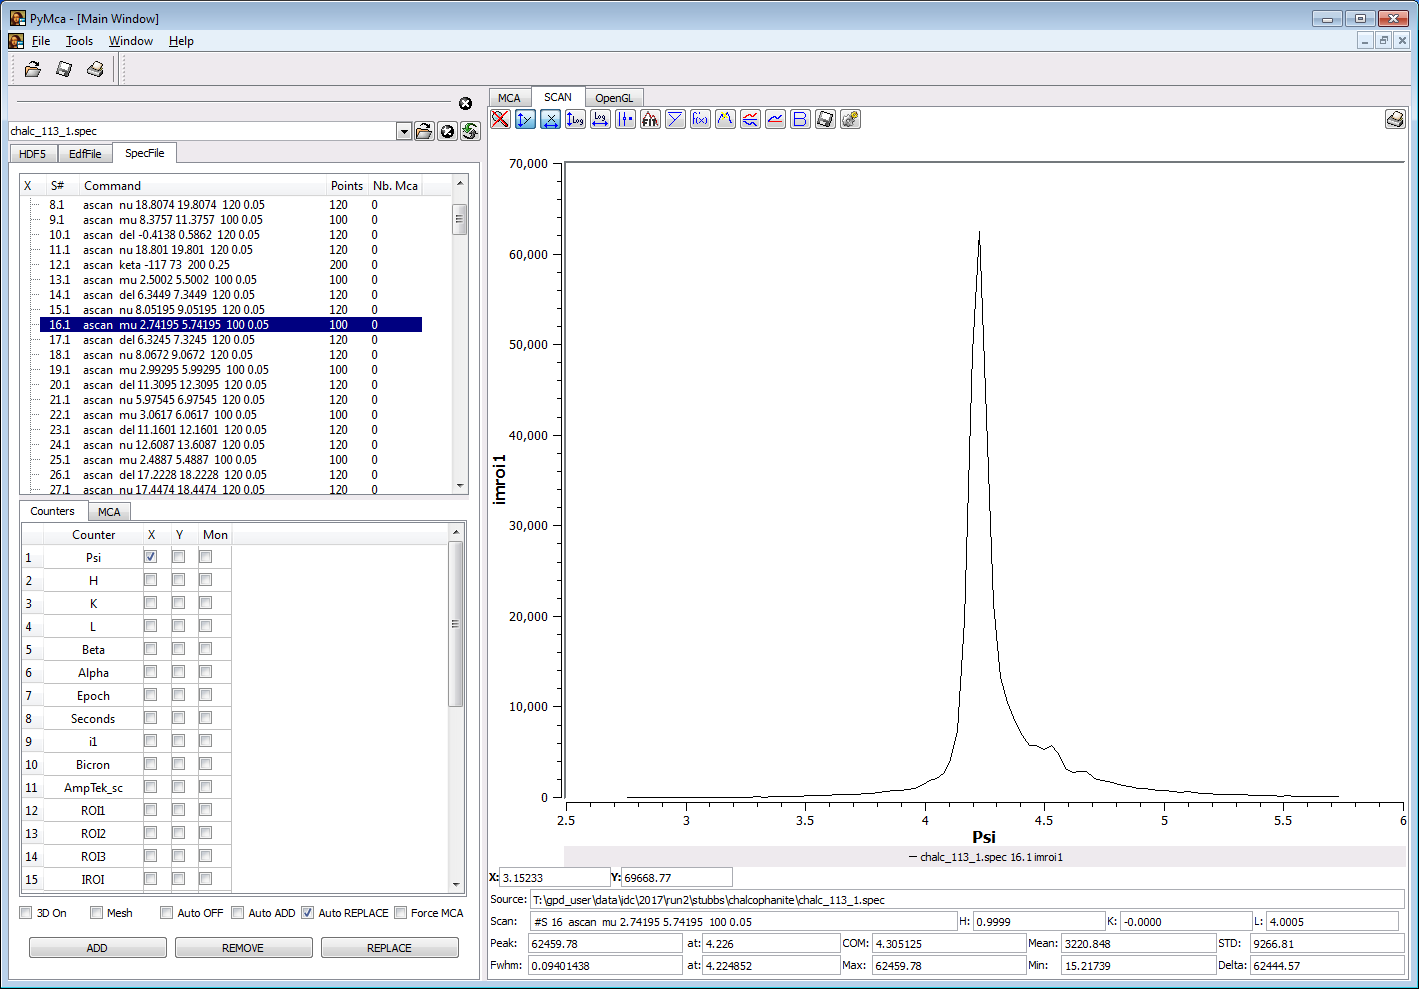 PyMca - [Main Window]
File Tools Window Help
chalc_113_1.spec
HDF5 EdfFile SpecFile
X S# Command Points Nb. Mca
8.1 ascan nu 18.8074 19.8074 120 0.05 120 0
9.1 ascan mu 8.3757 11.3757 100 0.05 100 0
10.1 ascan del -0.4138 0.5862 120 0.05 120 0
11.1 ascan nu 18.801 19.801 120 0.05 120 0
12.1 ascan keta -117 73 200 0.25 200 0
13.1 ascan mu 2.5002 5.5002 100 0.05 100 0
14.1 ascan del 6.3449 7.3449 120 0.05 120 0
15.1 ascan nu 8.05195 9.05195 120 0.05 120 0
16.1 ascan mu 2.74195 5.74195 100 0.05 100 0
17.1 ascan del 6.3245 7.3245 120 0.05 120 0
18.1 ascan nu 8.0672 9.0672 120 0.05 120 0
19.1 ascan mu 2.99295 5.99295 100 0.05 100 0
20.1 ascan del 11.3095 12.3095 120 0.05 120 0
21.1 ascan nu 5.97545 6.97545 120 0.05 120 0
22.1 ascan mu 3.0617 6.0617 100 0.05 100 0
23.1 ascan del 11.1601 12.1601 120 0.05 120 0
24.1 ascan nu 12.6087 13.6087 120 0.05 120 0
25.1 ascan mu 2.4887 5.4887 100 0.05 100 0
26.1 ascan del 17.2228 18.2228 120 0.05 120 0
27.1 ascan nu 17.4474 18.4474 120 0.05 120 0
Counters MCA
Counter X Y Mon
1 Psi
2 H
3 K
4 L
5 Beta
6 Alpha
7 Epoch
8 Seconds
9 i1
10 Bicron
11 AmpTek_sc
12 ROI1
13 ROI2
14 ROI3
15 IROI
3D On Mesh Auto OFF Auto ADD Auto REPLACE Force MCA
ADD REMOVE REPLACE
MCA SCAN OpenGL
Log Log FIT f(x) B
70,000
60,000
50,000
40,000
30,000
20,000
10,000
0
imroi1
2.5 3 3.5 4 4.5 5 5.5 6
Psi
chalc_113_1.spec 16.1 imroi1
X: 3.15233 Y: 69668.77
Source: T:\gpd_user\data\idc\2017\run2\stubbs\chalcophanite\chalc_113_1.spec
Scan: #S 16 ascan mu 2.74195 5.74195 100 0.05 H: 0.9999 K: -0.0000 L: 4.0005
Peak: 62459.78 at: 4.226 COM: 4.305125 Mean: 3220.848 STD: 9266.81
Fwhm: 0.09401438 at: 4.224852 Max: 62459.78 Min: 15.21739 Delta: 62444.57